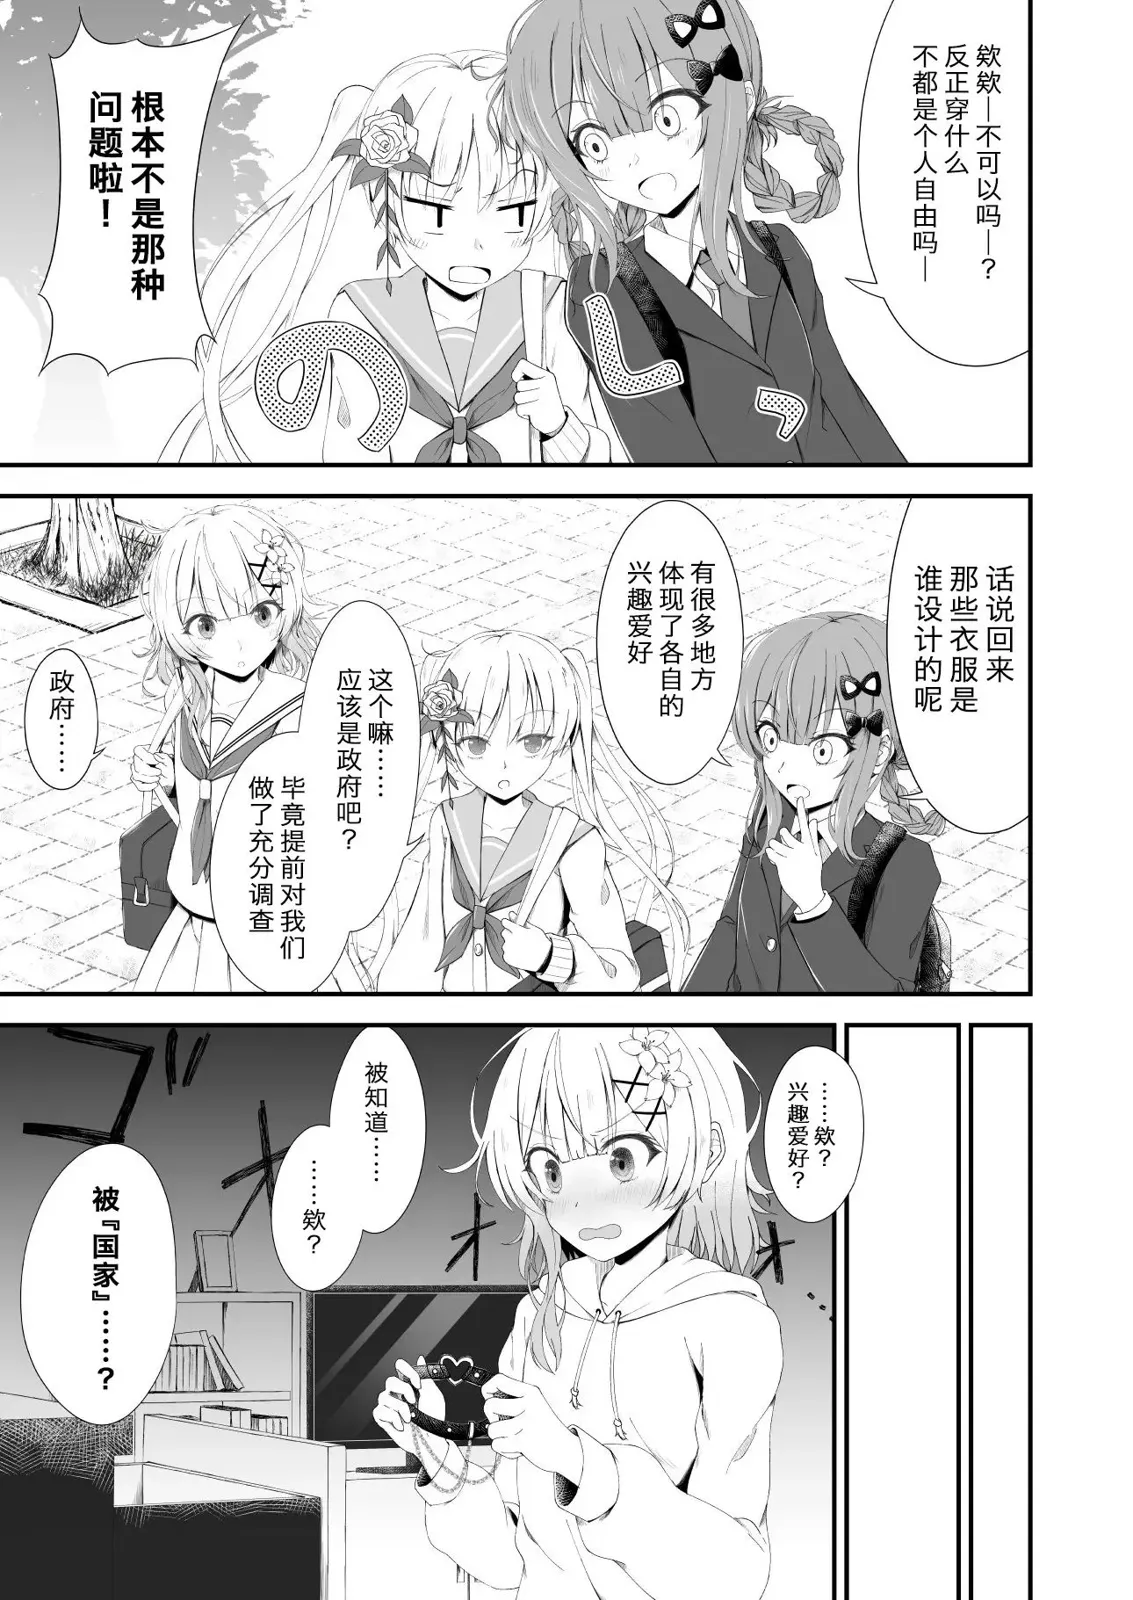 欸欸—不可以吗—?
反正穿什么
不都是个人自由吗—
根本不是那种
问题啦！
のしっ
话说回来
那些衣服是
谁设计的呢
有很多地方
体现了各自的
兴趣爱好
这个嘛……
应该是政府吧？
毕竟提前对我们
做了充分调查
政府……
……欸？
兴趣爱好？
被知道……
……欸？
被『国家』……？